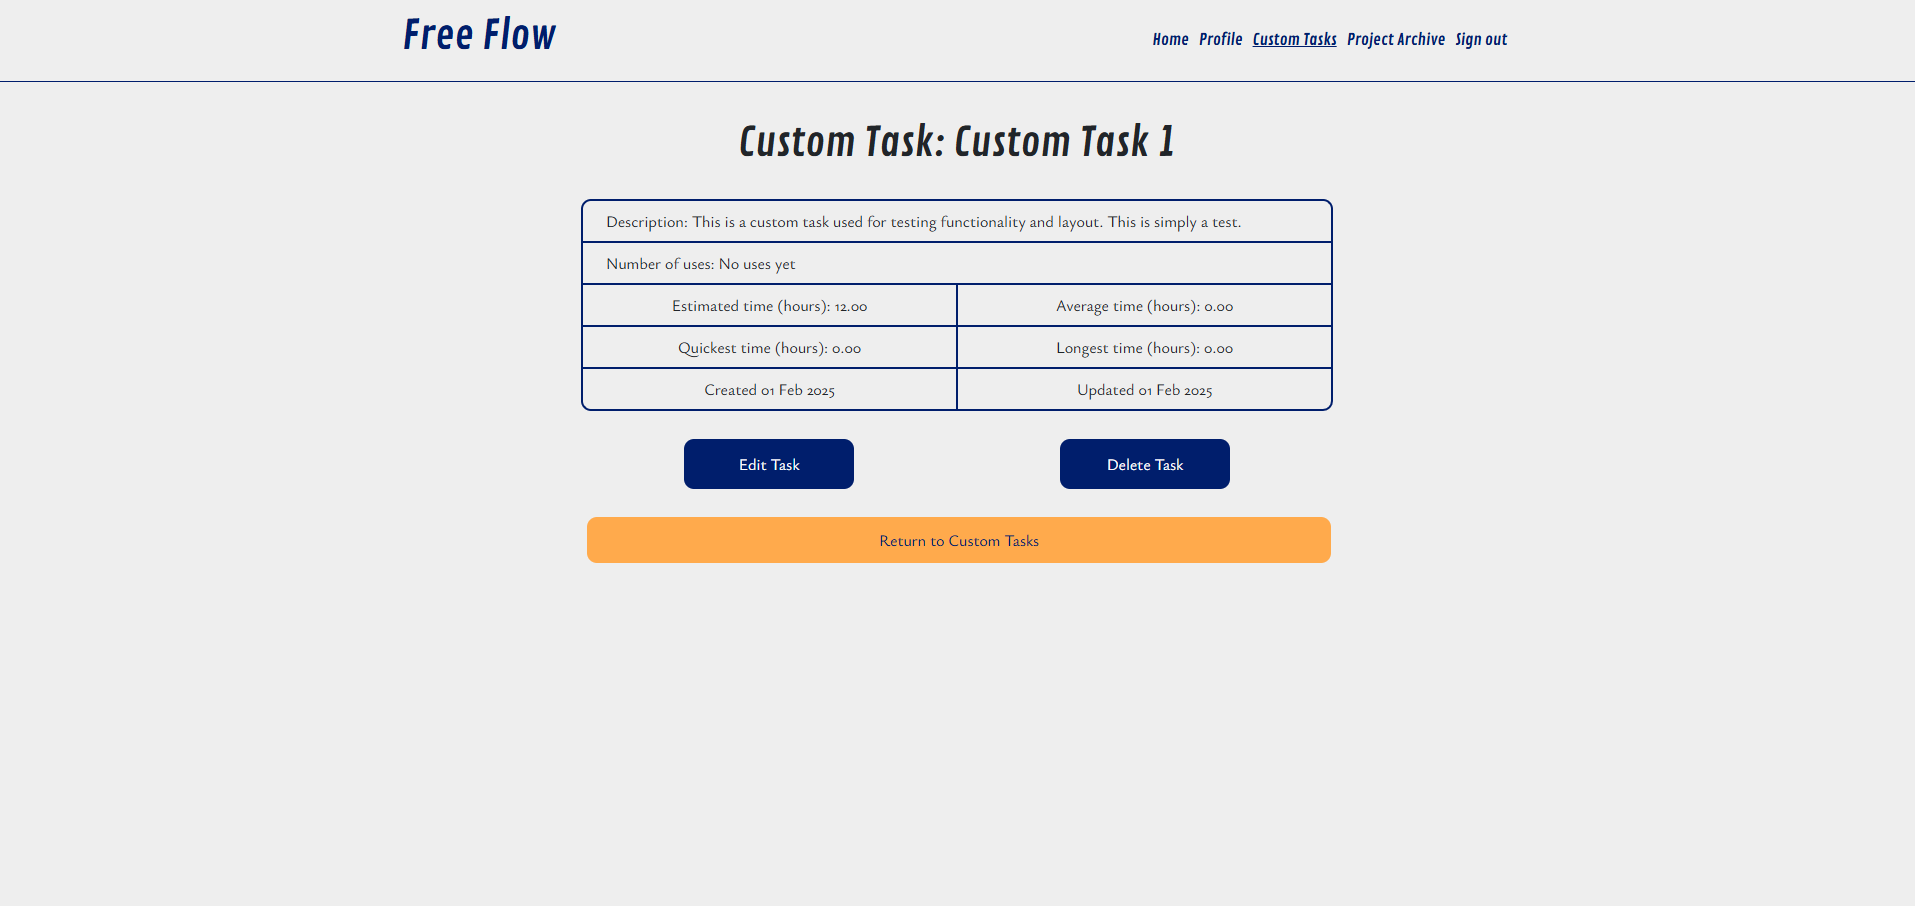 Free Flow
Home Profile Custom Tasks Project Archive Sign out
Custom Task: Custom Task 1
Description: This is a custom task used for testing functionality and layout. This is simply a test.
Number of uses: No uses yet
Estimated time (hours): 12.00 Average time (hours): 0.00
Quickest time (hours): 0.00 Longest time (hours): 0.00
Created 01 Feb 2025 Updated 01 Feb 2025
Edit Task Delete Task
Return to Custom Tasks